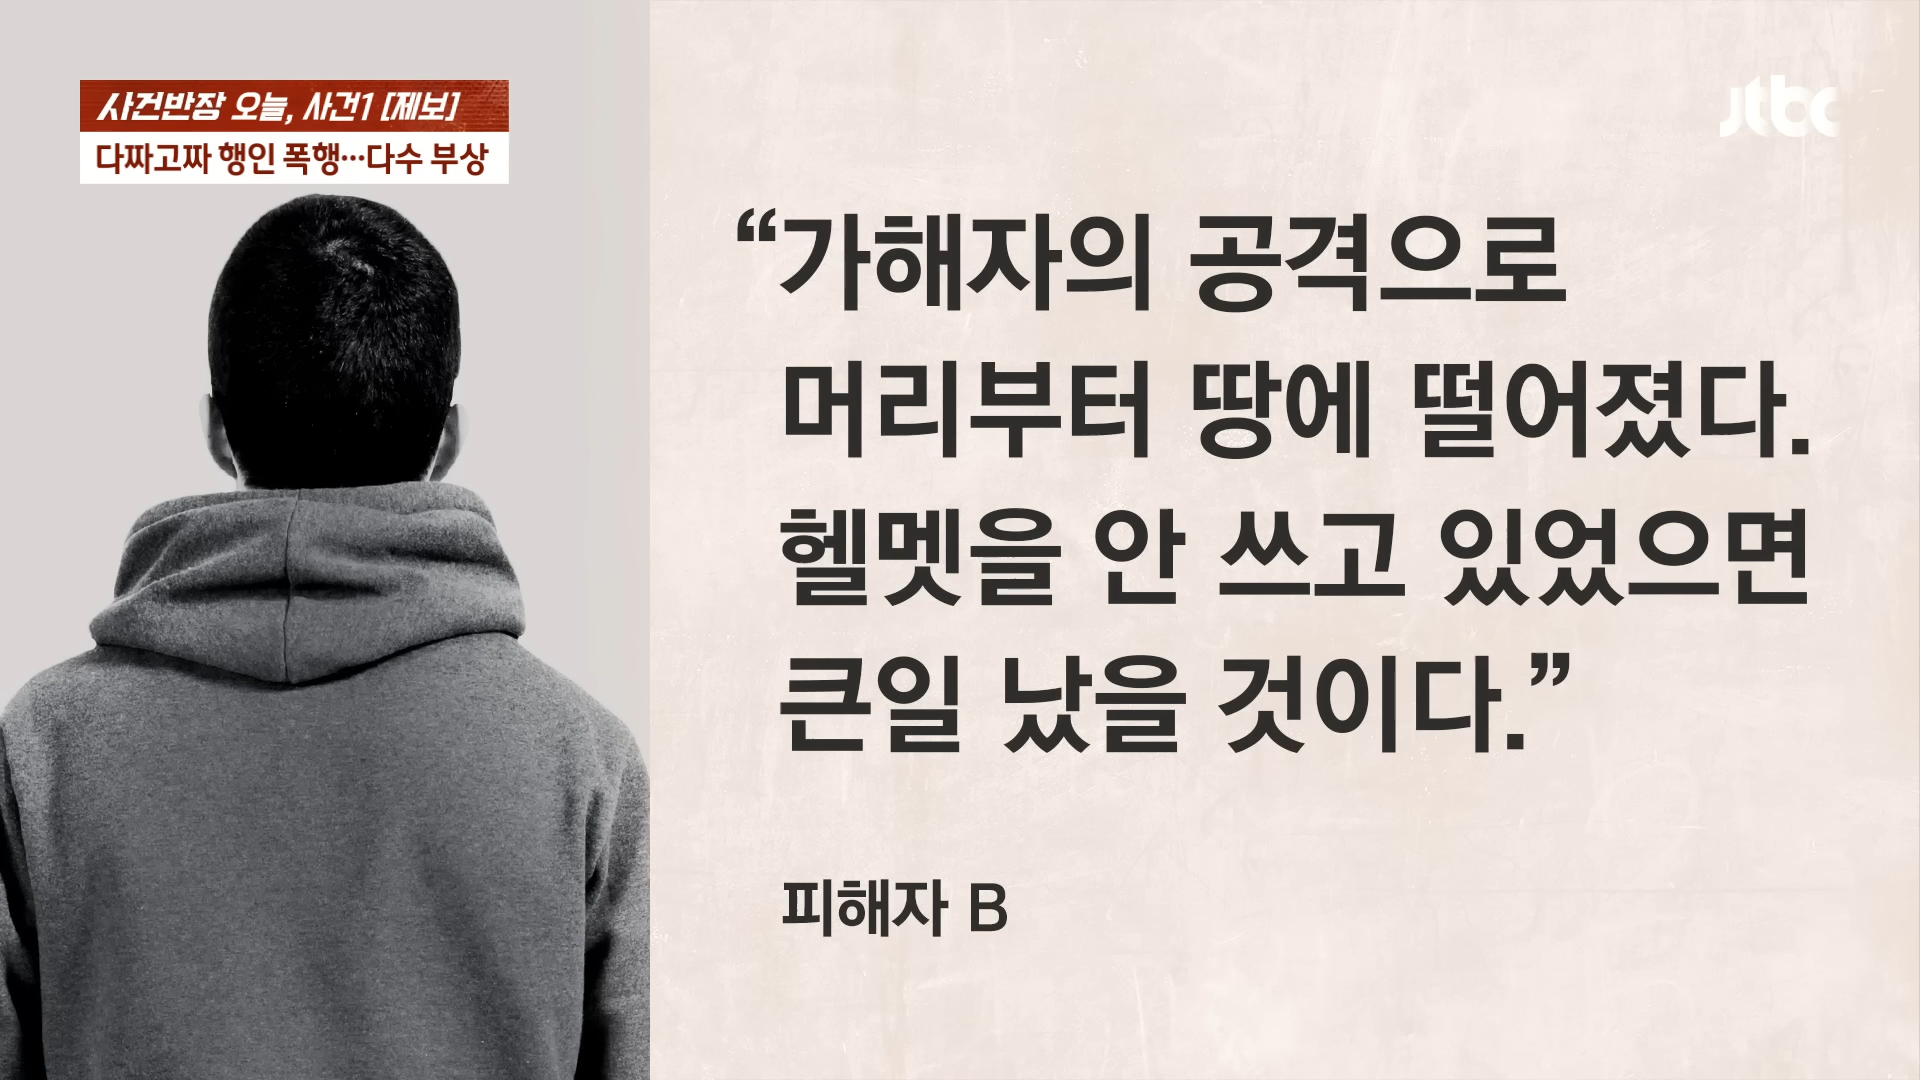 사건반장 오늘, 사건1 [제보]
다짜고짜 행인 폭행…다수 부상
jtbc
“가해자의 공격으로
머리부터 땅에 떨어졌다.
헬멧을 안 쓰고 있었으면
큰일 났을 것이다.”
피해자 B